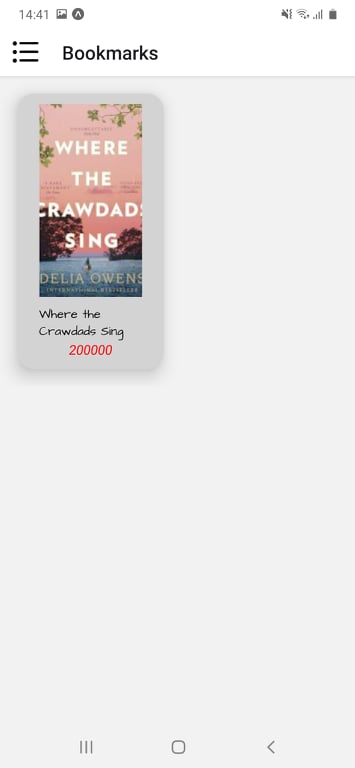 14:41
Bookmarks
WHERE
THE
CRAWDADS
SING
DELIA OWENS
INTERNATIONAL BESTSELLER
Where the
Crawdads Sing
200000